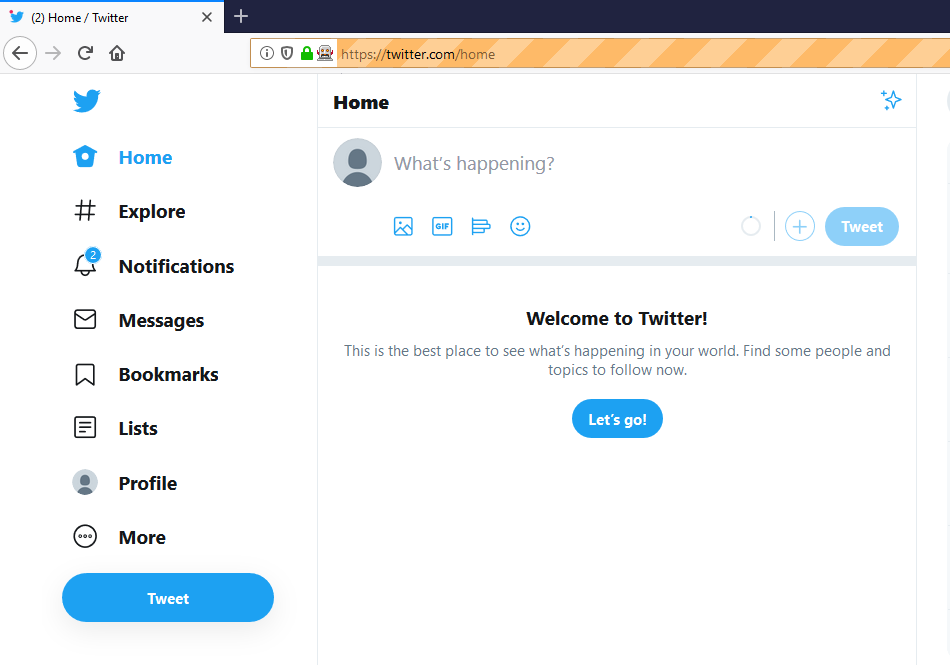 (2) Home / Twitter
https://twitter.com/home
Home
Explore
2
Notifications
Messages
Bookmarks
Lists
Profile
More
Tweet
Home
What's happening?
GIF
Tweet
Welcome to Twitter!
This is the best place to see what's happening in your world. Find some people and
topics to follow now.
Let's go!